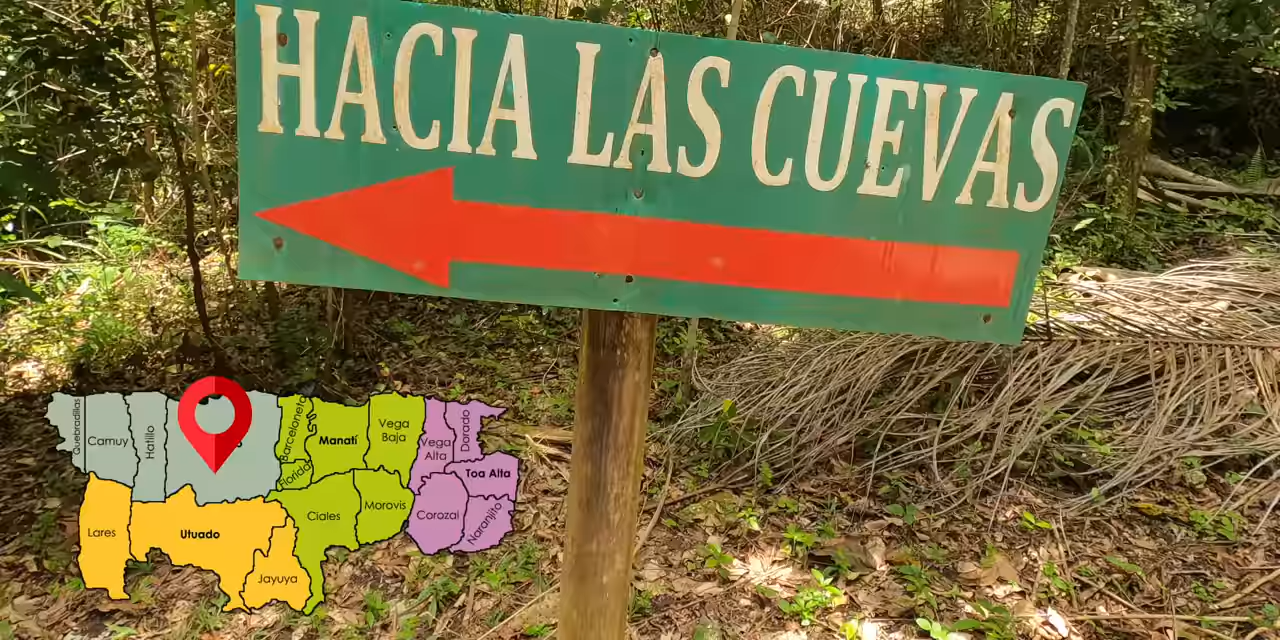 HACIA LAS CUEVAS
Quebradillas
Camuy
Hatillo
Barceloneta
Florida
Manatí
Vega
Baja
Vega
Alta
Dorado
Toa Alta
Lares
Utuado
Jayuya
Ciales
Morovis
Corozal
Naranjito